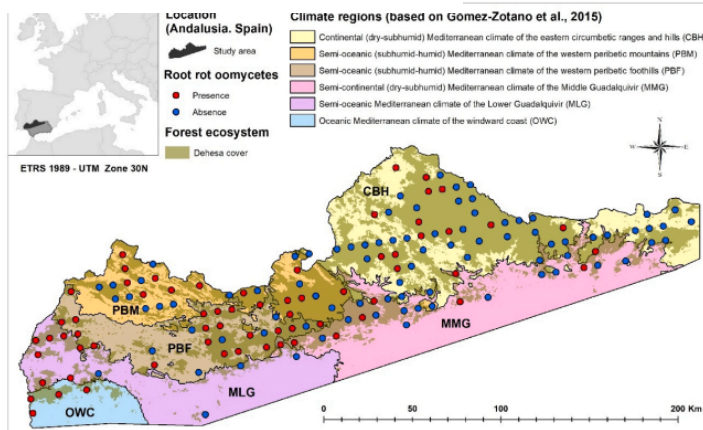 Location
(Andalusia. Spain)
Study area
Root rot oomycetes
Presence
Absence
Forest ecosystem
Dehesa cover
ETRS 1989 - UTM Zone 30N
Climate regions (based on Gómez-Zotano et al., 2015)
Continental (dry-subhumid) Mediterranean climate of the eastern circumbetic ranges and hills (CBH)
Semi-oceanic (subhumid-humid) Mediterranean climate of the western peribetic mountains (PBM)
Semi-oceanic (subhumid-humid) Mediterranean climate of the western peribetic foothills (PBF)
Semi-continental (dry-subhumid) Mediterranean climate of the Middle Guadalquivir (MMG)
Semi-oceanic Mediterranean climate of the Lower Guadalquivir (MLG)
Oceanic Mediterranean climate of the windward coast (OWC)
N
W E
S
CBH
PBM
PBF
MMG
MLG
OWC
0 100 200 Km